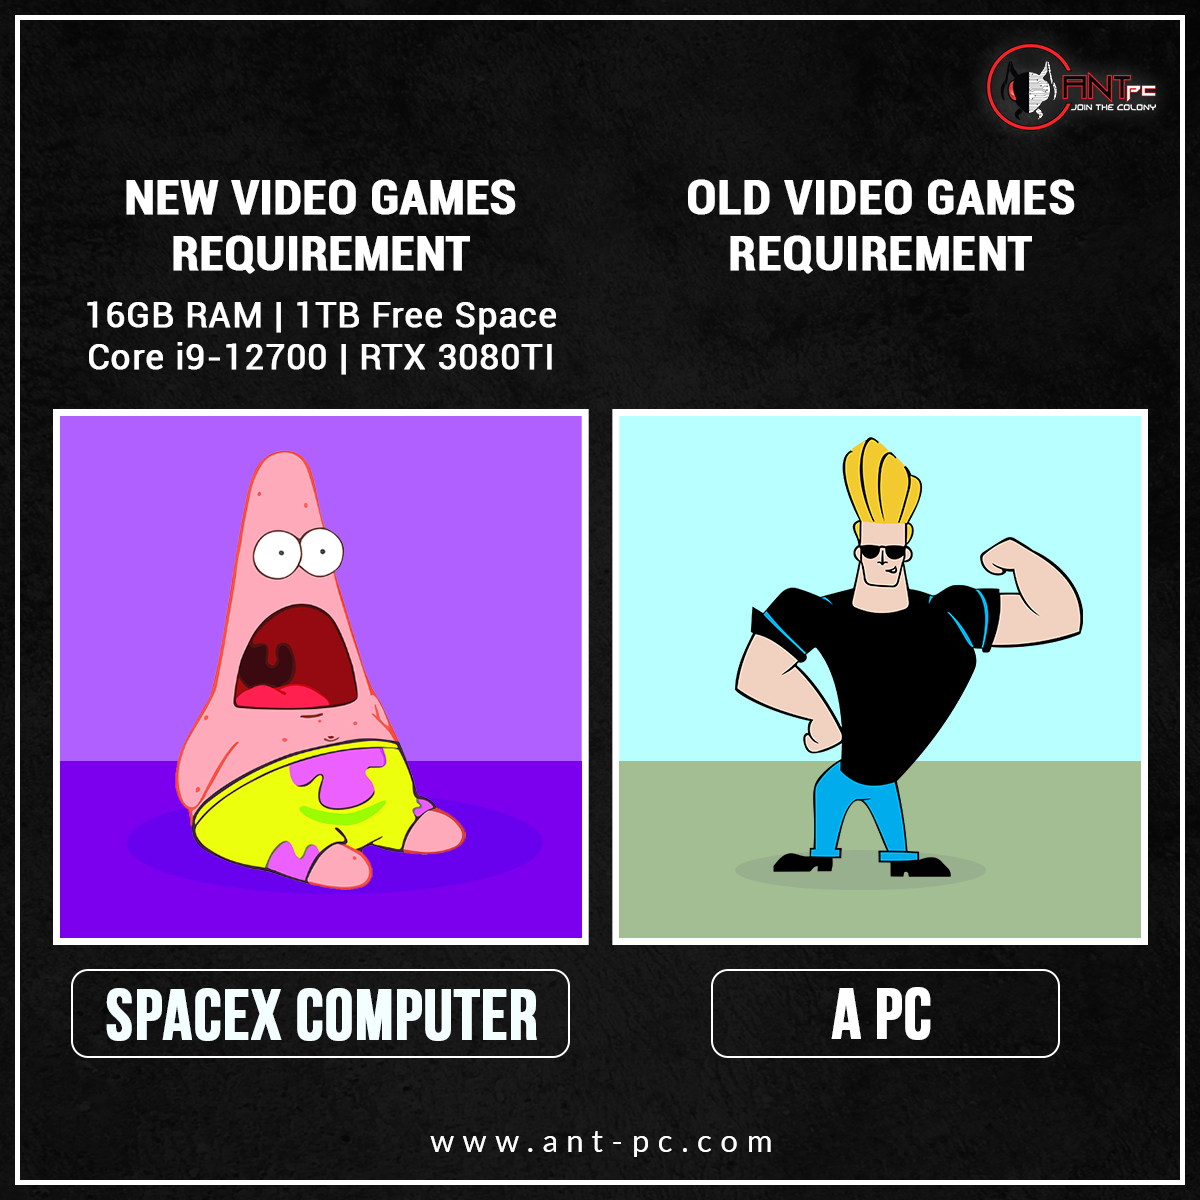 ANT PC
JOIN THE COLONY
NEW VIDEO GAMES
REQUIREMENT
16GB RAM | 1TB Free Space
Core i9-12700 | RTX 3080TI
OLD VIDEO GAMES
REQUIREMENT
SPACEX COMPUTER
A PC
www.ant-pc.com